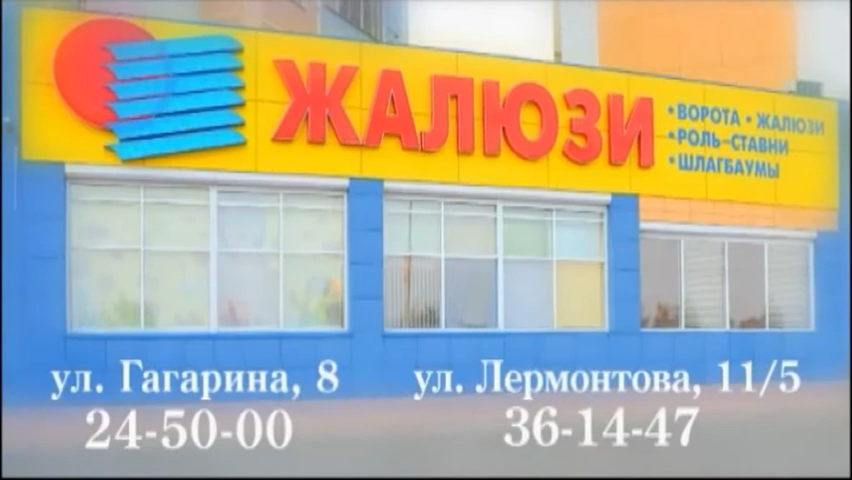 ЖАЛЮЗИ
• ВОРОТА • ЖАЛЮЗИ
• РОЛЬ-СТАВНИ
• ШЛАГБАУМЫ
ул. Гагарина, 8
24-50-00
ул. Лермонтова, 11/5
36-14-47